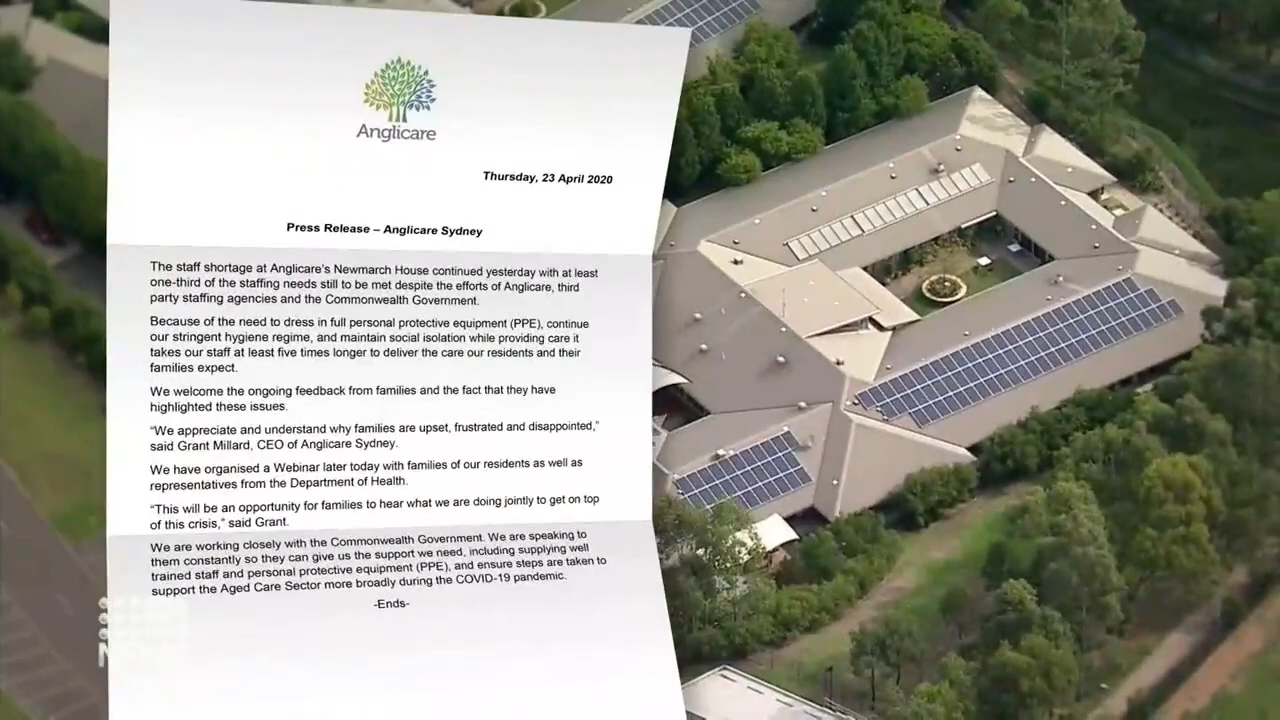 Anglicare
Thursday, 23 April 2020
Press Release – Anglicare Sydney
The staff shortage at Anglicare's Newmarch House continued yesterday with at least
one-third of the staffing needs still to be met despite the efforts of Anglicare, third
party staffing agencies and the Commonwealth Government.
Because of the need to dress in full personal protective equipment (PPE), continue
our stringent hygiene regime, and maintain social isolation while providing care it
takes our staff at least five times longer to deliver the care our residents and their
families expect.
We welcome the ongoing feedback from families and the fact that they have
highlighted these issues.
“We appreciate and understand why families are upset, frustrated and disappointed,”
said Grant Millard, CEO of Anglicare Sydney.
We have organised a Webinar later today with families of our residents as well as
representatives from the Department of Health.
“This will be an opportunity for families to hear what we are doing jointly to get on top
of this crisis,” said Grant.
We are working closely with the Commonwealth Government. We are speaking to
them constantly so they can give us the support we need, including supplying well
trained staff and personal protective equipment (PPE), and ensure steps are taken to
support the Aged Care Sector more broadly during the COVID-19 pandemic.
-Ends-